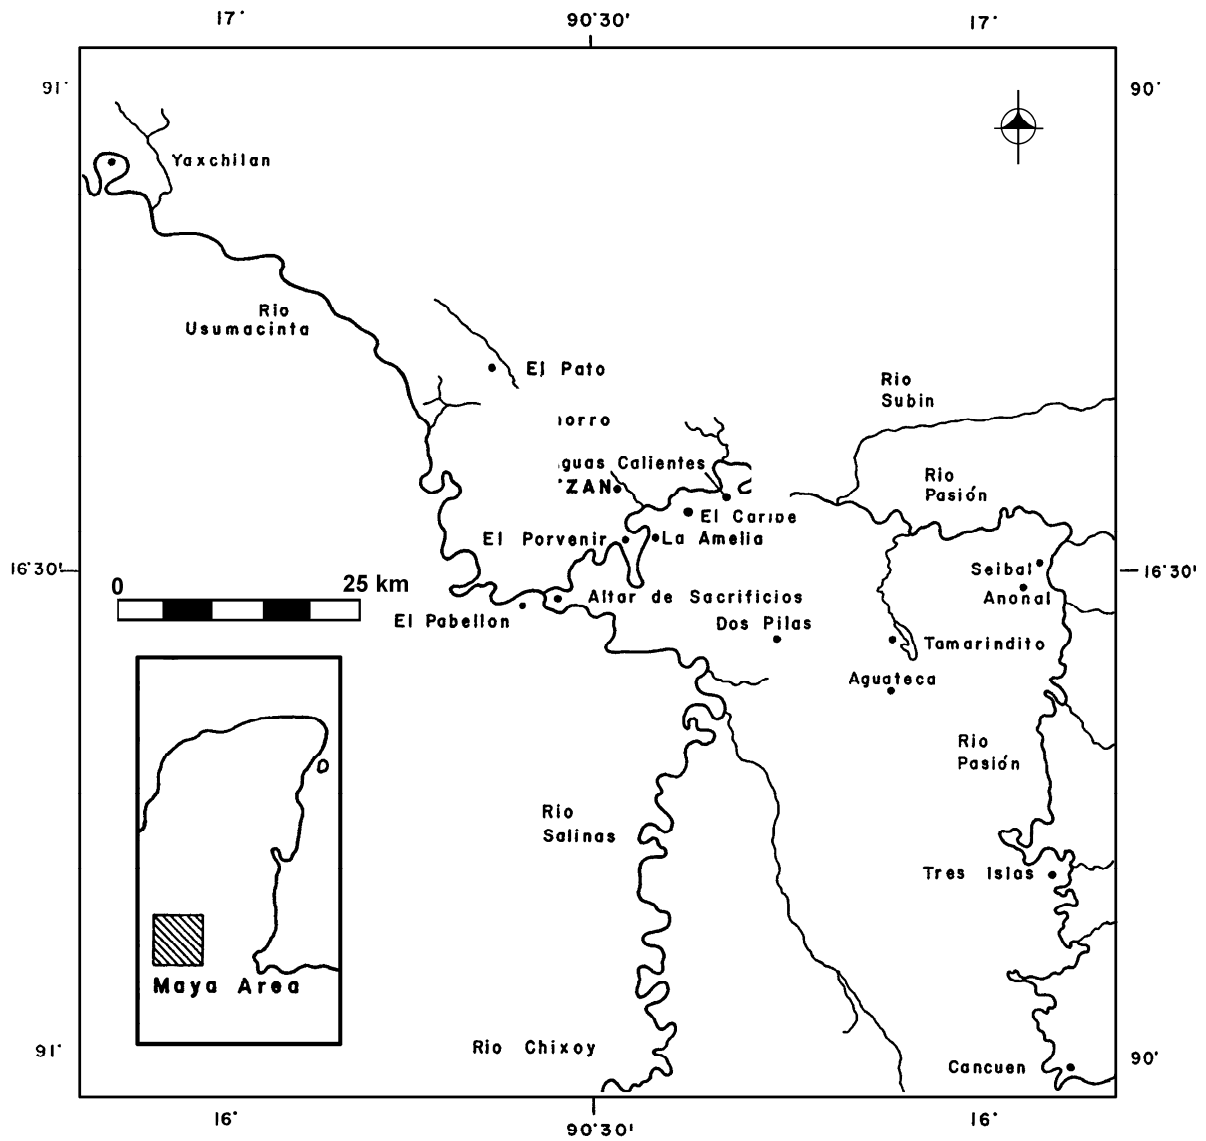 17°
90°30'
17°
91°
90°
Yaxchilan
Rio
Usumacinta
El Pato
Rio
Subin
orro
guas Calientes
Rio
Pasión
ZAN
El Caribe
El Porvenir
La Amelia
16°30'
16°30'
Seibal
0
25 km
Anonal
Altar de Sacrificios
El Pabellon
Dos Pilas
Tamarindito
Aguateca
Rio
Pasión
Rio
Salinas
Tres Islas
Maya Area
Rio Chixoy
91°
90'
Cancuen
16°
90°30'
16°